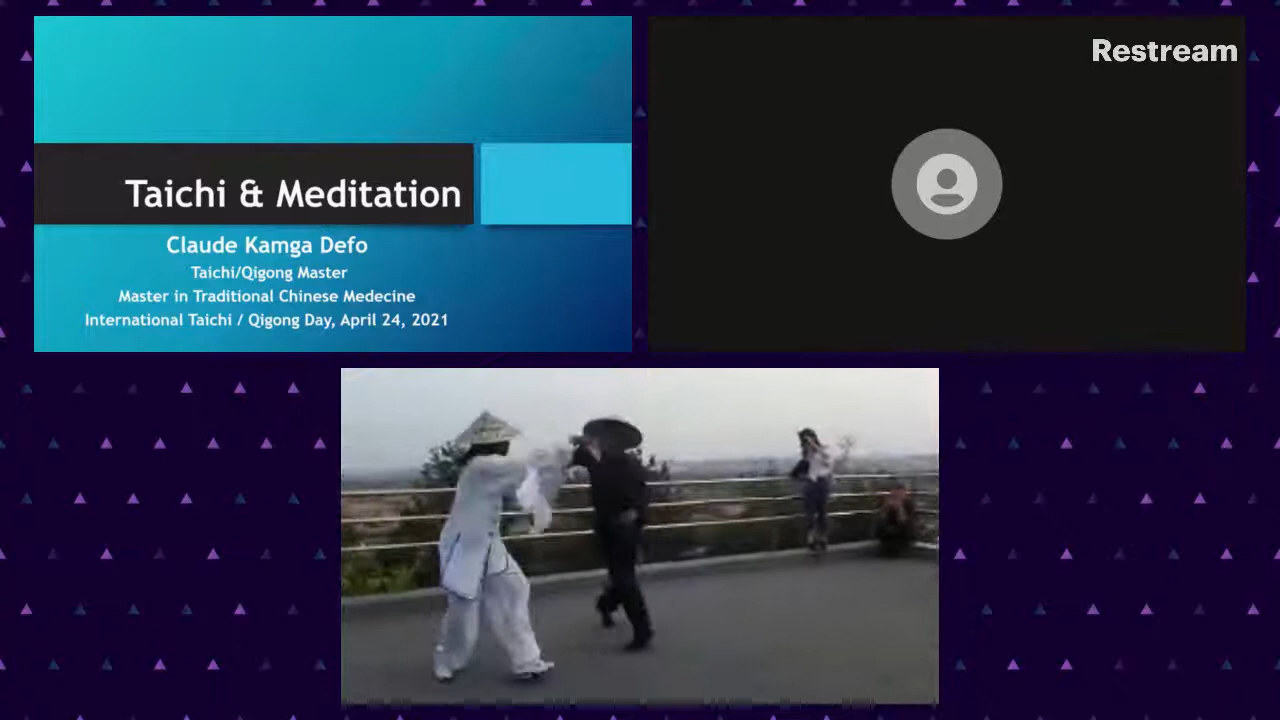 Taichi & Meditation
Claude Kamga Defo
Taichi/Qigong Master
Master in Traditional Chinese Medecine
International Taichi / Qigong Day, April 24, 2021
Restream